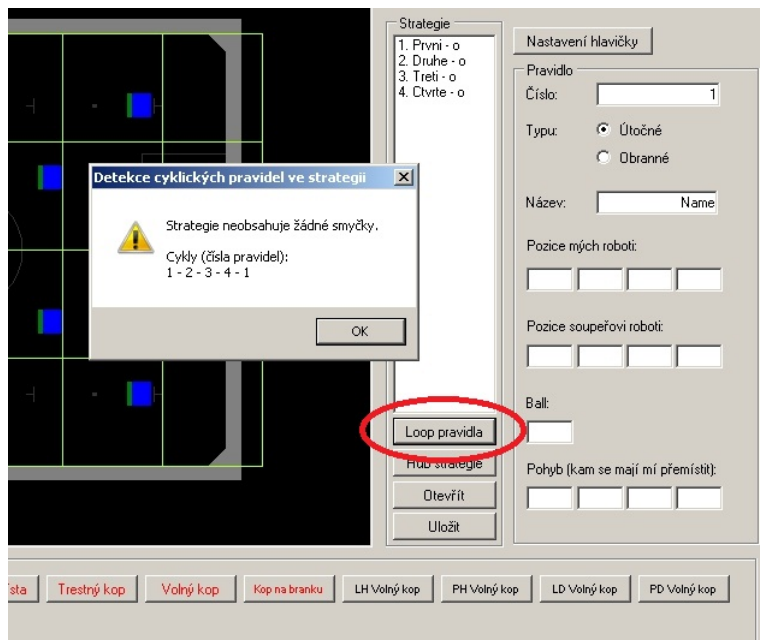 Strategie
1. Prvni - o
2. Druhe - o
3. Treti - o
4. Ctvrte - o
Nastavení hlavičky
Pravidlo
Číslo: 1
Typu: Útočné
Obranné
Název: Name
Pozice mých roboti:
Pozice soupeřovi roboti:
Ball:
Pohyb (kam se mají mí přemístit):
Detekce cyklických pravidel ve strategii
Strategie neobsahuje žádné smyčky.
Cykly (čísla pravidel):
1 - 2 - 3 - 4 - 1
OK
Loop pravidla
Hub strategie
Otevřít
Uložit
ísta
Trestný kop
Volný kop
Kop na branku
LH Volný kop
PH Volný kop
LD Volný kop
PD Volný kop